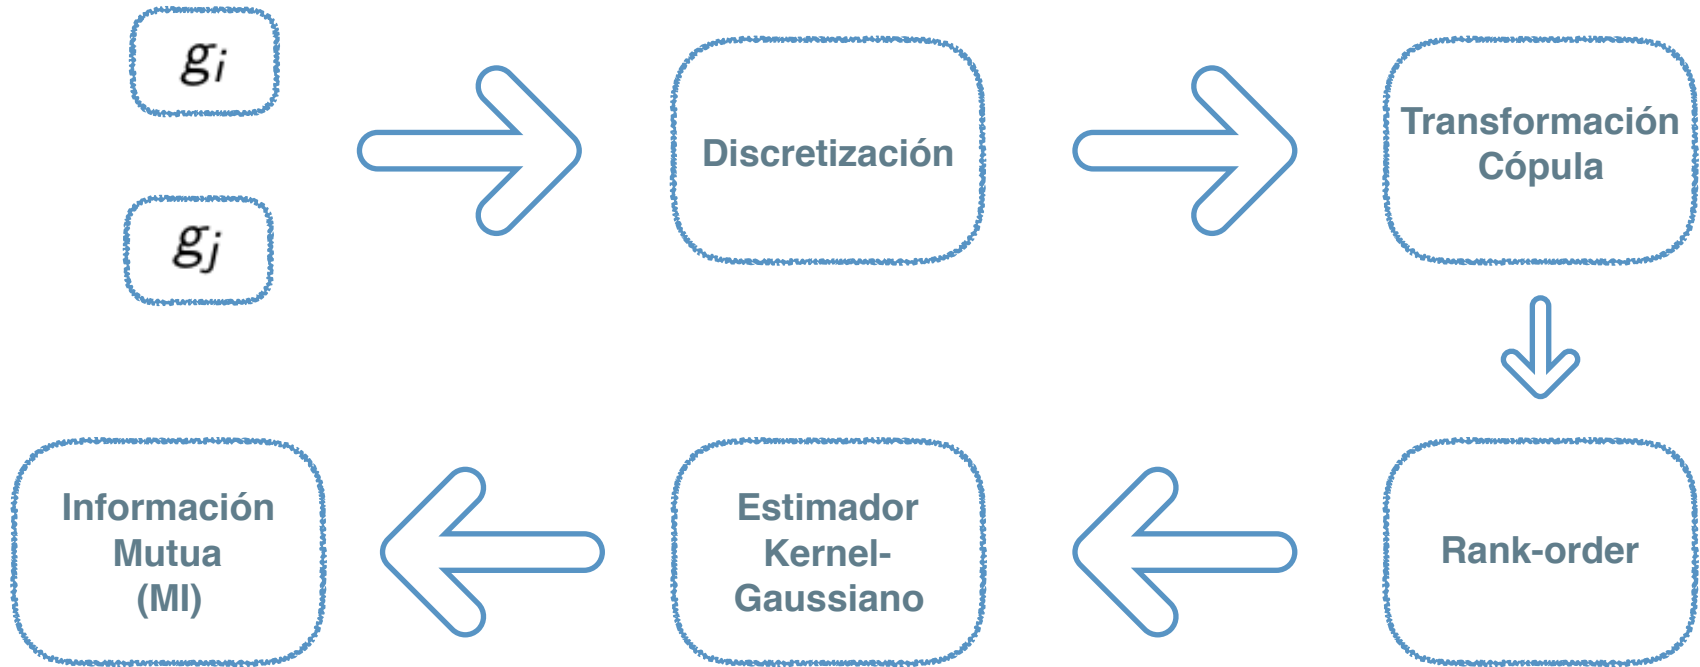 gi
gj
Discretización
Transformación
Cópula
Rank-order
Estimador
Kernel-
Gaussiano
Información
Mutua
(MI)